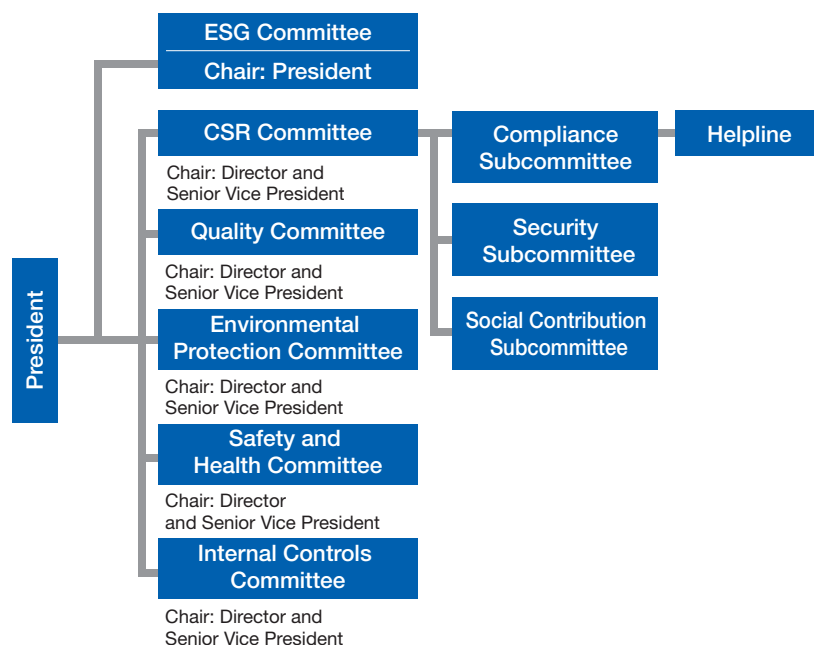 President
ESG Committee
Chair: President
CSR Committee
Chair: Director and
Senior Vice President
Quality Committee
Chair: Director and
Senior Vice President
Environmental
Protection Committee
Chair: Director and
Senior Vice President
Safety and
Health Committee
Chair: Director
and Senior Vice President
Internal Controls
Committee
Chair: Director and
Senior Vice President
Compliance
Subcommittee
Security
Subcommittee
Social Contribution
Subcommittee
Helpline